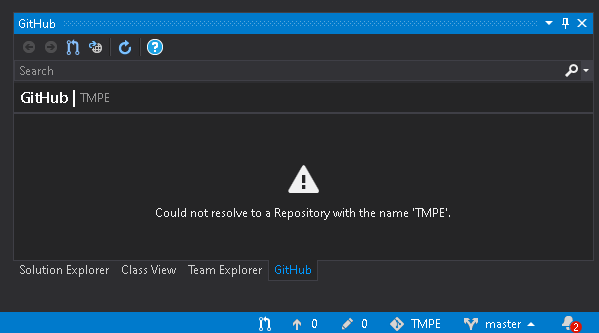 GitHub
Search
GitHub | TMPE
Could not resolve to a Repository with the name 'TMPE'.
Solution Explorer Class View Team Explorer GitHub
0 0 TMPE master 2